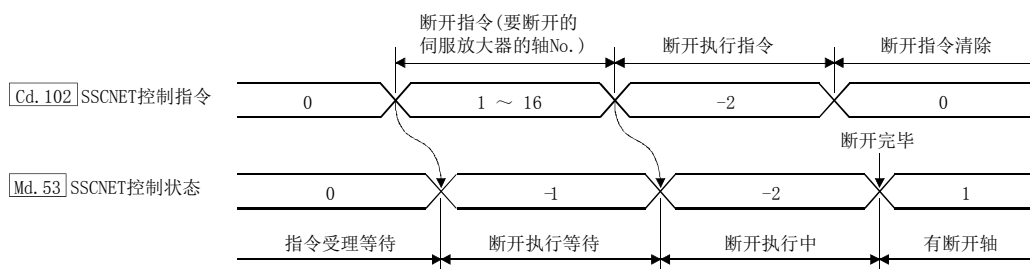 断开指令(要断开的
伺服放大器的轴No.)
断开执行指令
断开指令清除
Cd.102 SSCNET控制指令
0
1 ～ 16
-2
0
断开完毕
Md.53 SSCNET控制状态
0
-1
-2
1
指令受理等待
断开执行等待
断开执行中
有断开轴